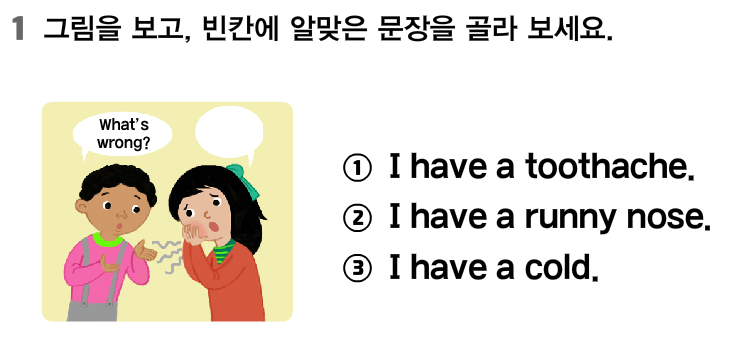 1 그림을 보고, 빈칸에 알맞은 문장을 골라 보세요.
What's
wrong?
① I have a toothache.
② I have a runny nose.
③ I have a cold.